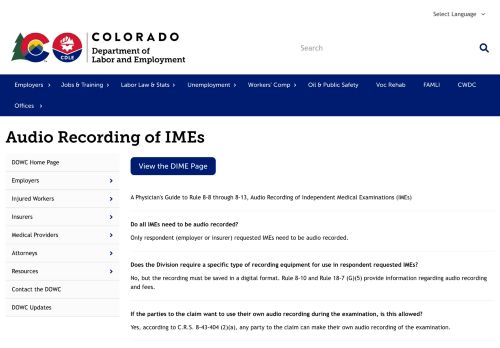 Select Language
COLORADO
Department of
Labor and Employment
CDLE
Search
Employers
Jobs & Training
Labor Law & Stats
Unemployment
Workers' Comp
Oil & Public Safety
Voc Rehab
FAMLI
CWDC
Offices
Audio Recording of IMEs
DOWC Home Page
Employers
Injured Workers
Insurers
Medical Providers
Attorneys
Resources
Contact the DOWC
DOWC Updates
View the DIME Page
A Physician's Guide to Rule 8-8 through 8-13, Audio Recording of Independent Medical Examinations (IMEs)
Do all IMEs need to be audio recorded?
Only respondent (employer or insurer) requested IMEs need to be audio recorded.
Does the Division require a specific type of recording equipment for use in respondent requested IMEs?
No, but the recording must be saved in a digital format. Rule 8-10 and Rule 18-7 (G)(5) provide information regarding audio recording
and fees.
If the parties to the claim want to use their own audio recording during the examination, is this allowed?
Yes, according to C.R.S. 8-43-404 (2)(a), any party to the claim can make their own audio recording of the examination.